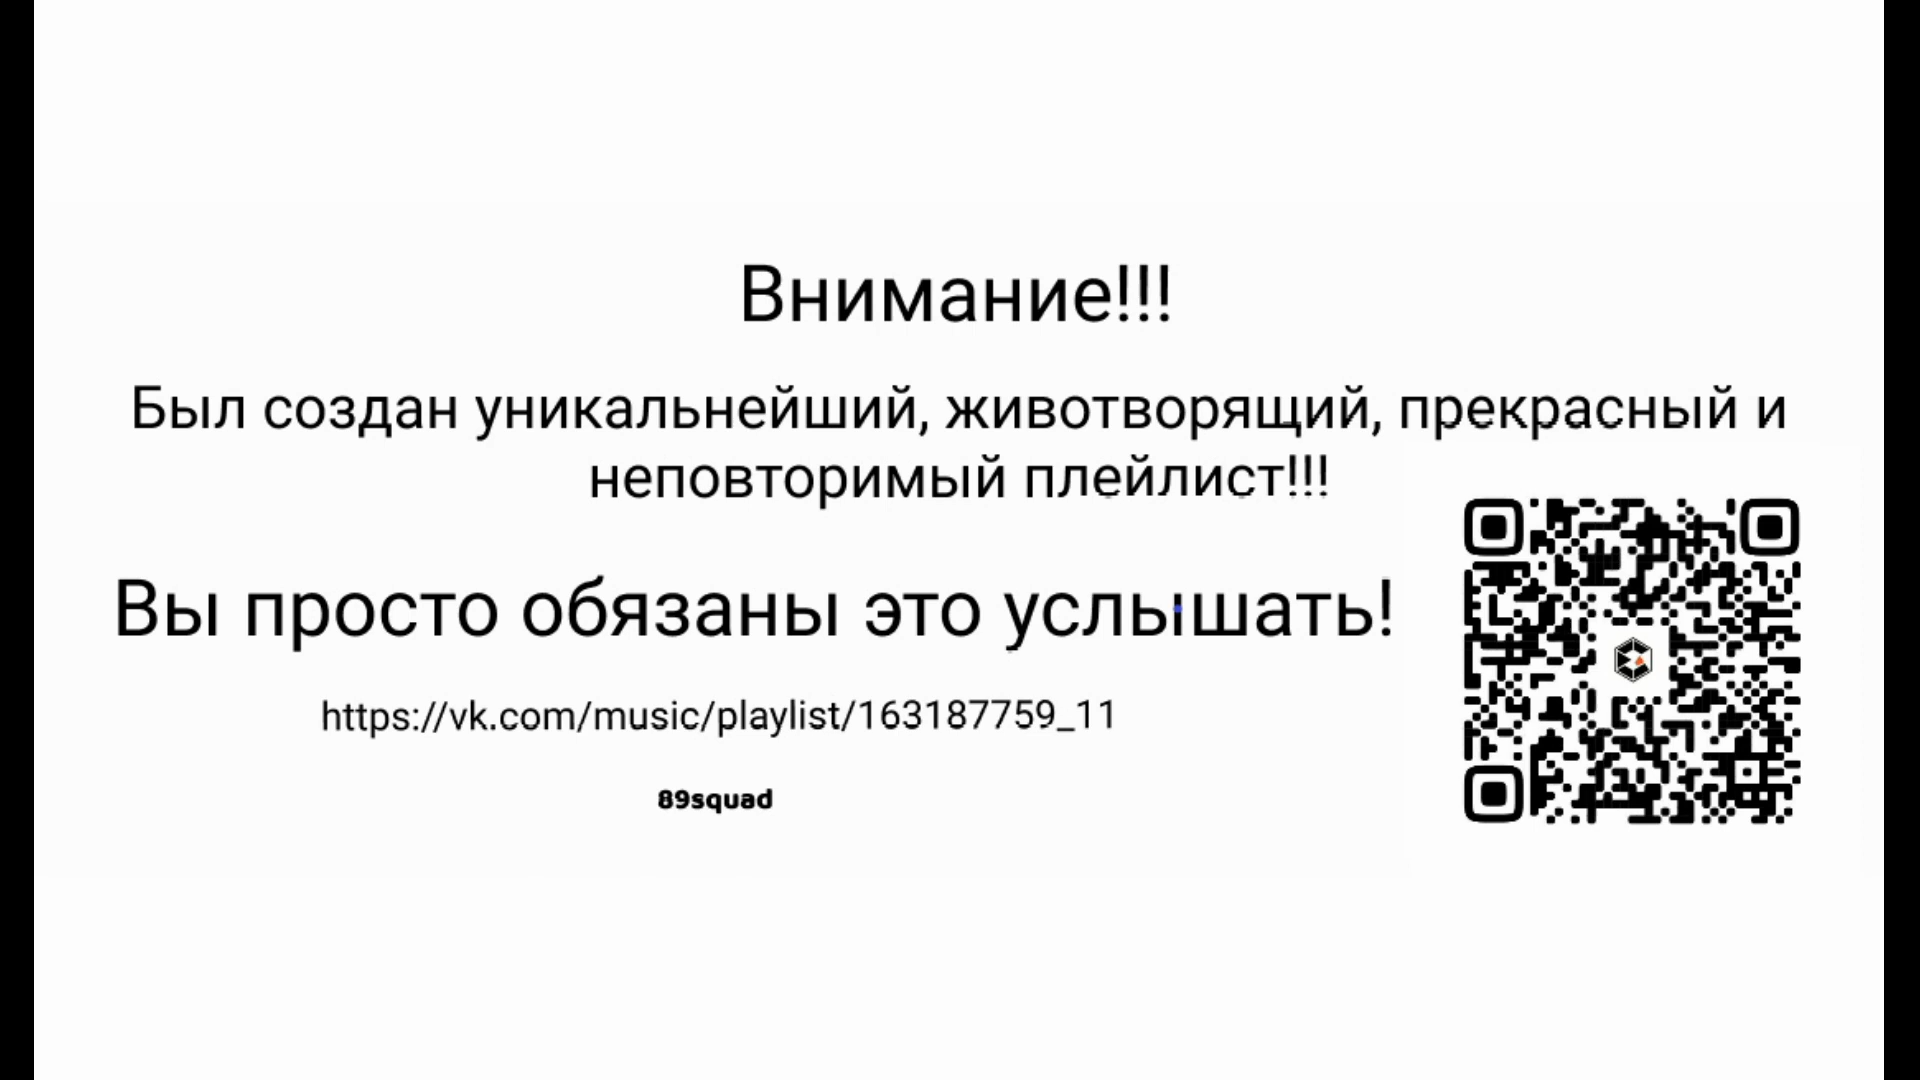 Внимание!!!
Был создан уникальнейший, животворящий, прекрасный и
неповторимый плейлист!!!
Вы просто обязаны это услышать!
https://vk.com/music/playlist/163187759_11
89squad